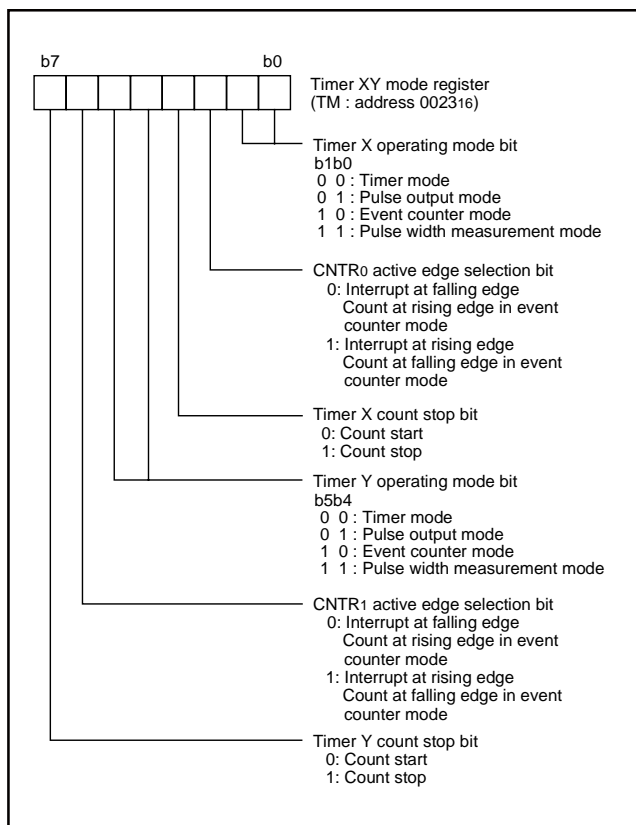 b7 b0
Timer XY mode register
(TM : address 002316)
Timer X operating mode bit
b1b0
0 0 : Timer mode
0 1 : Pulse output mode
1 0 : Event counter mode
1 1 : Pulse width measurement mode
CNTR0 active edge selection bit
0: Interrupt at falling edge
Count at rising edge in event
counter mode
1: Interrupt at rising edge
Count at falling edge in event
counter mode
Timer X count stop bit
0: Count start
1: Count stop
Timer Y operating mode bit
b5b4
0 0 : Timer mode
0 1 : Pulse output mode
1 0 : Event counter mode
1 1 : Pulse width measurement mode
CNTR1 active edge selection bit
0: Interrupt at falling edge
Count at rising edge in event
counter mode
1: Interrupt at rising edge
Count at falling edge in event
counter mode
Timer Y count stop bit
0: Count start
1: Count stop